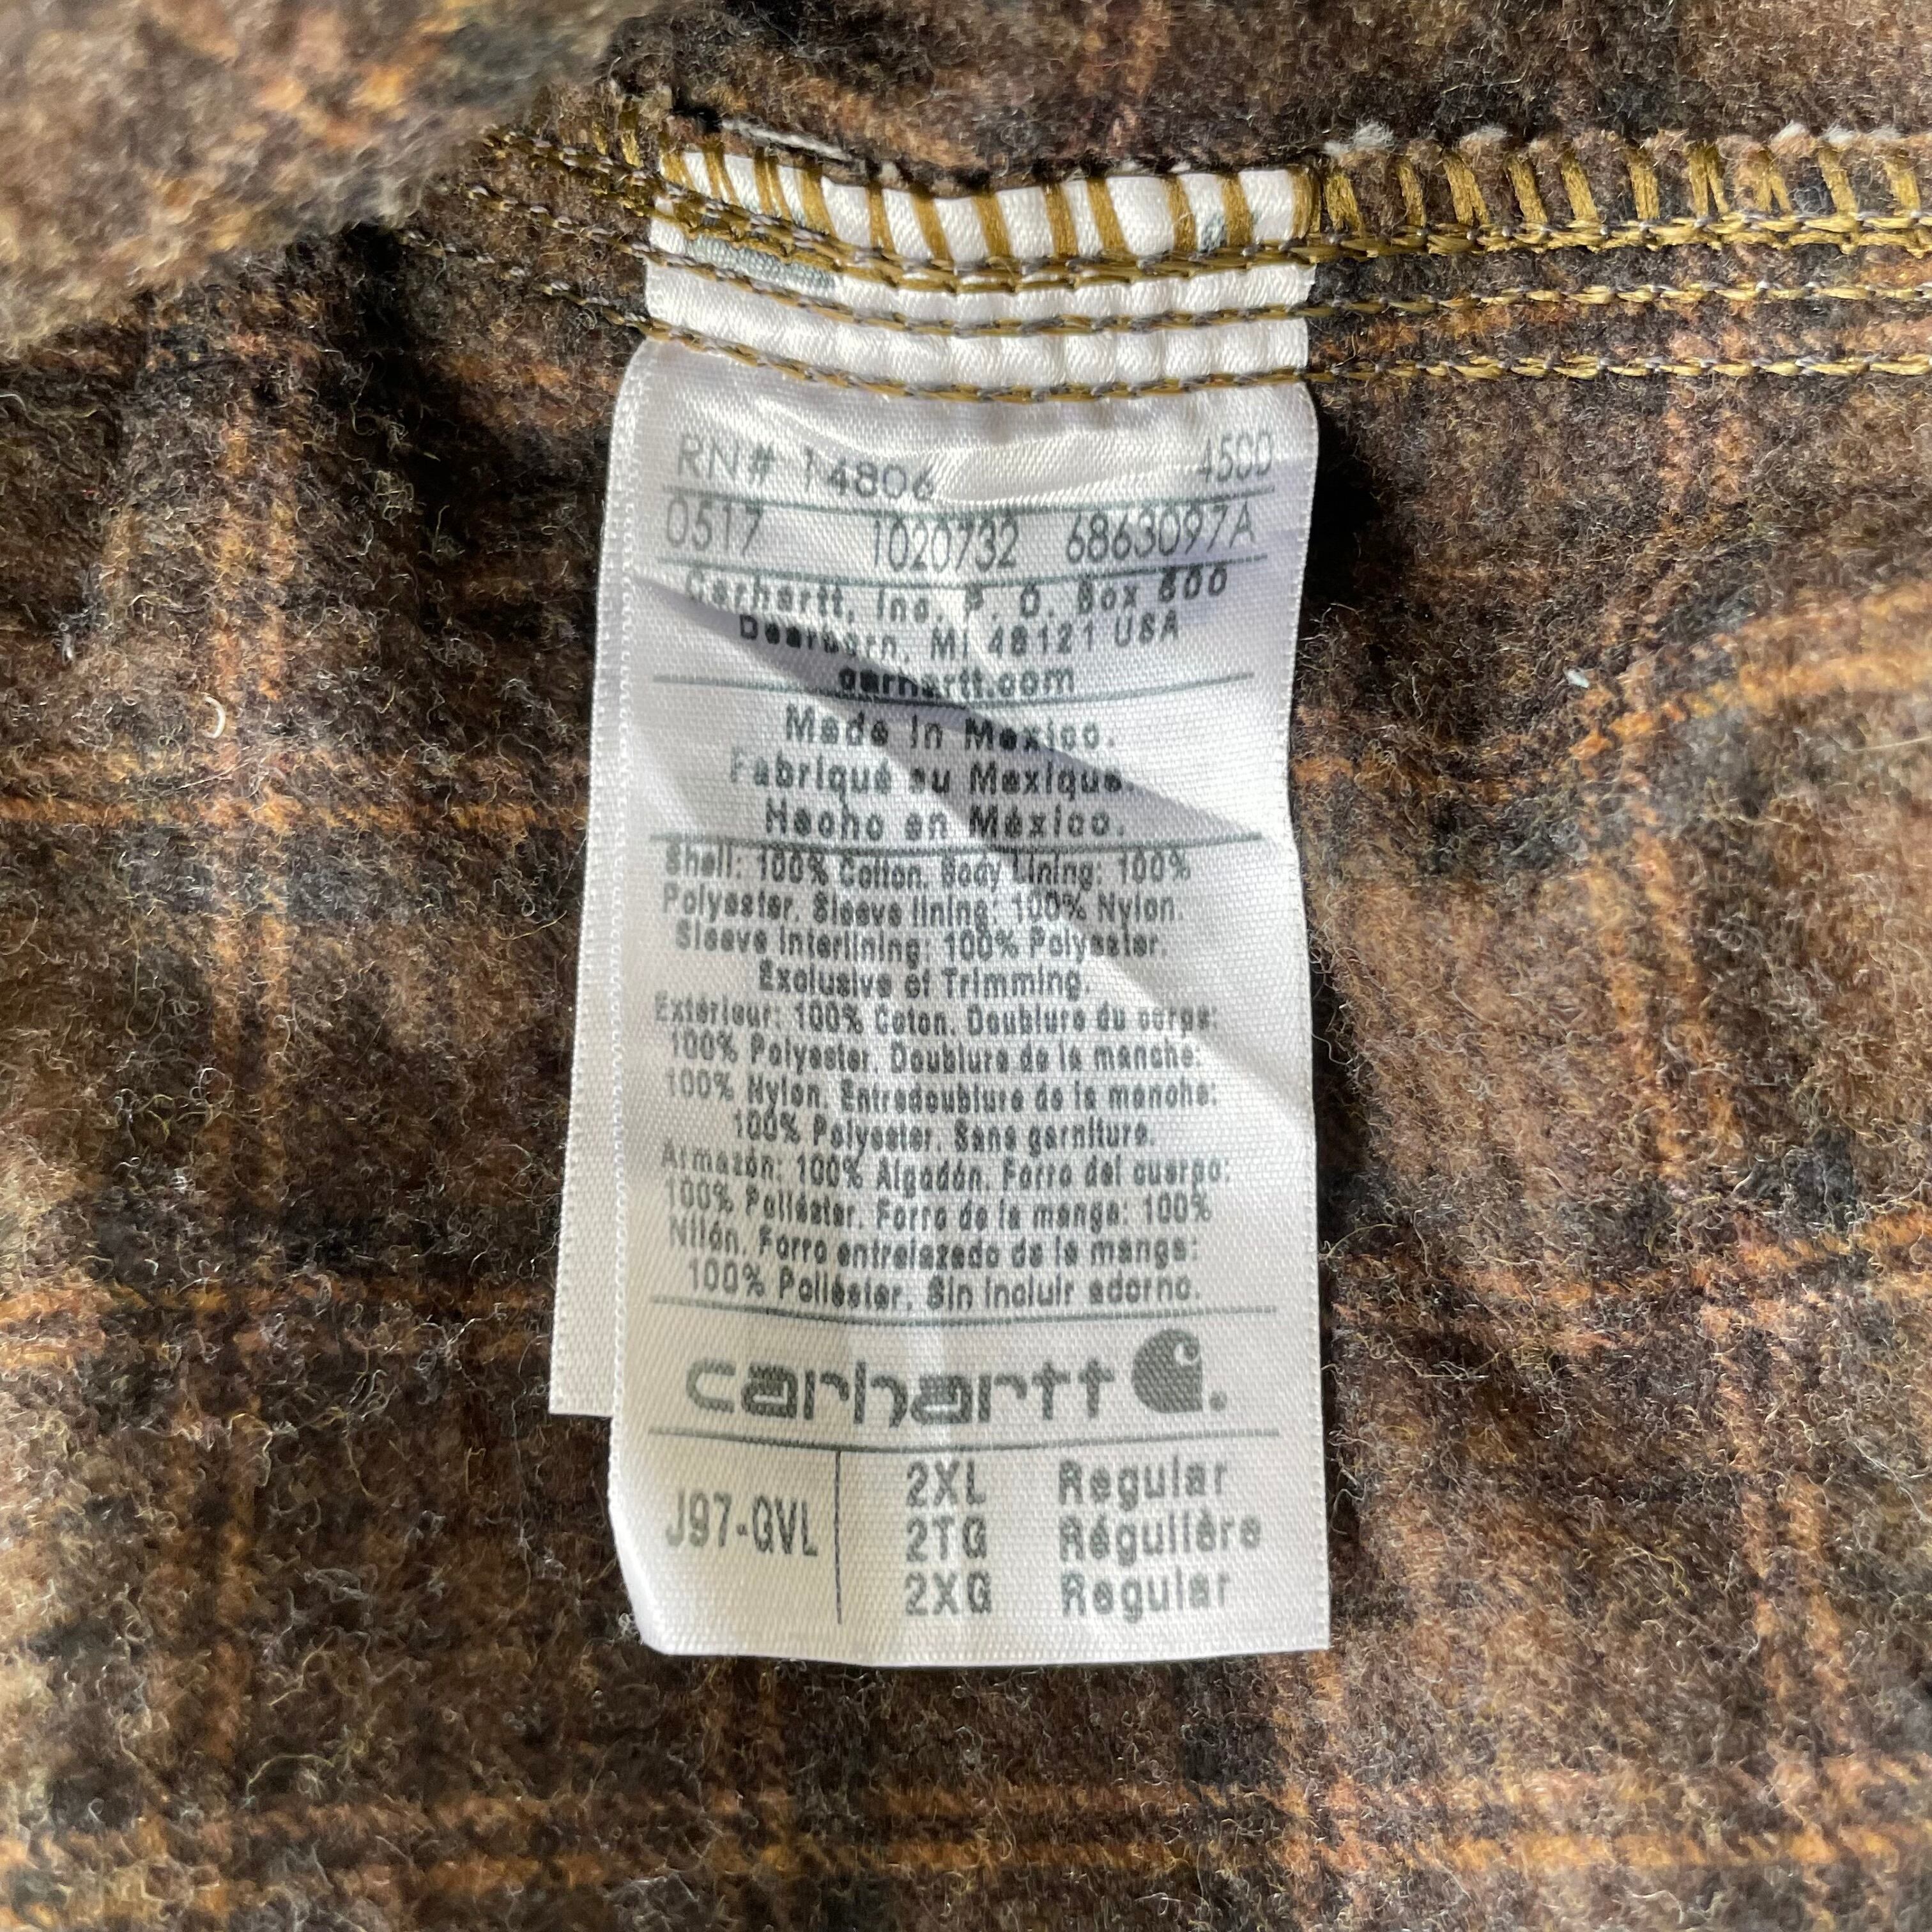 RN# 14806 4500
0517 1020732 6863097A
Carhartt, Inc. P. O. Box 600
Dearborn, MI 48121 USA
carhartt.com
Made in Mexico.
Fabriqué au Mexique.
Hecho en México.
Shell: 100% Cotton. Body Lining: 100%
Polyester. Sleeve lining: 100% Nylon.
Sleeve Interlining: 100% Polyester.
Exclusive of Trimming.
Extérieur: 100% Coton. Doublure du corps:
100% Polyester. Doublure de la manche:
100% Nylon. Entredoublure de la manche:
100% Polyester. Sans garniture.
Armazón: 100% Algodón. Forro del cuerpo:
100% Poliéster. Forro de la manga: 100%
Nilón. Forro entrelazado de la manga:
100% Poliéster. Sin incluir adorno.
carhartt
J97-GVL
2XL Regular
2TG Régulière
2XG Regular